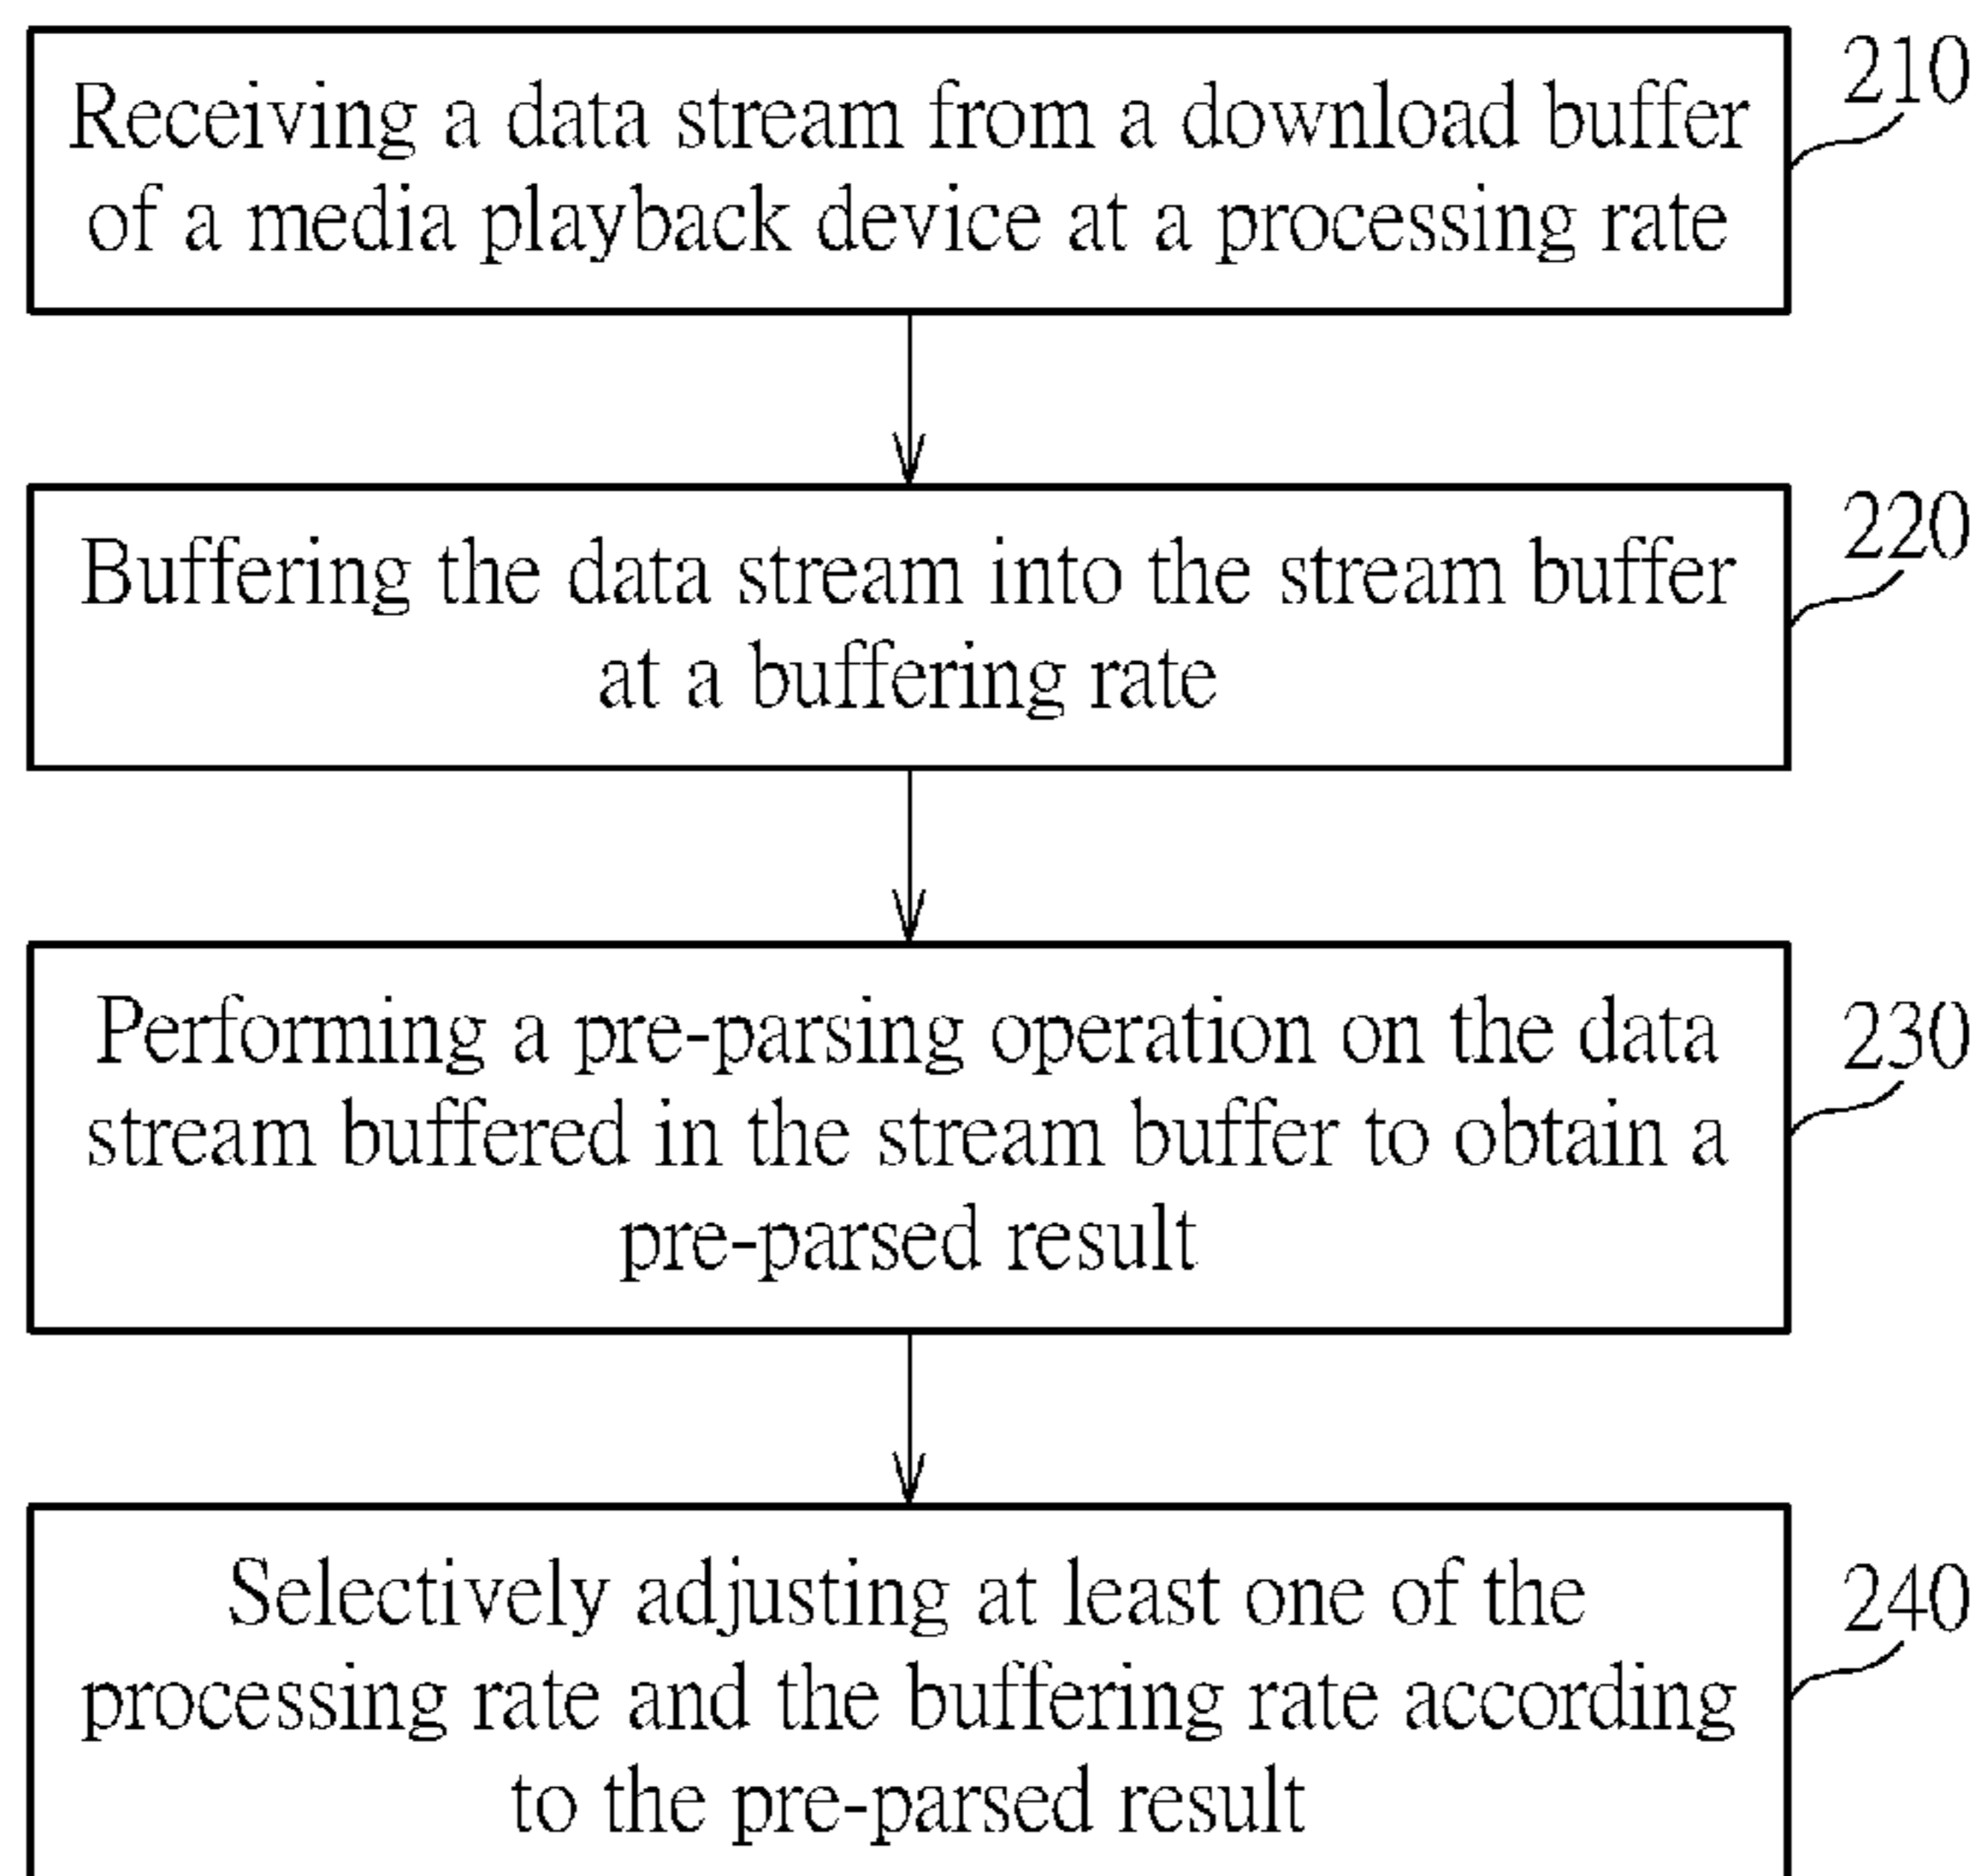 Receiving a data stream from a download buffer
of a media playback device at a processing rate
210
Buffering the data stream into the stream buffer
at a buffering rate
220
Performing a pre-parsing operation on the data
stream buffered in the stream buffer to obtain a
pre-parsed result
230
Selectively adjusting at least one of the
processing rate and the buffering rate according
to the pre-parsed result
240